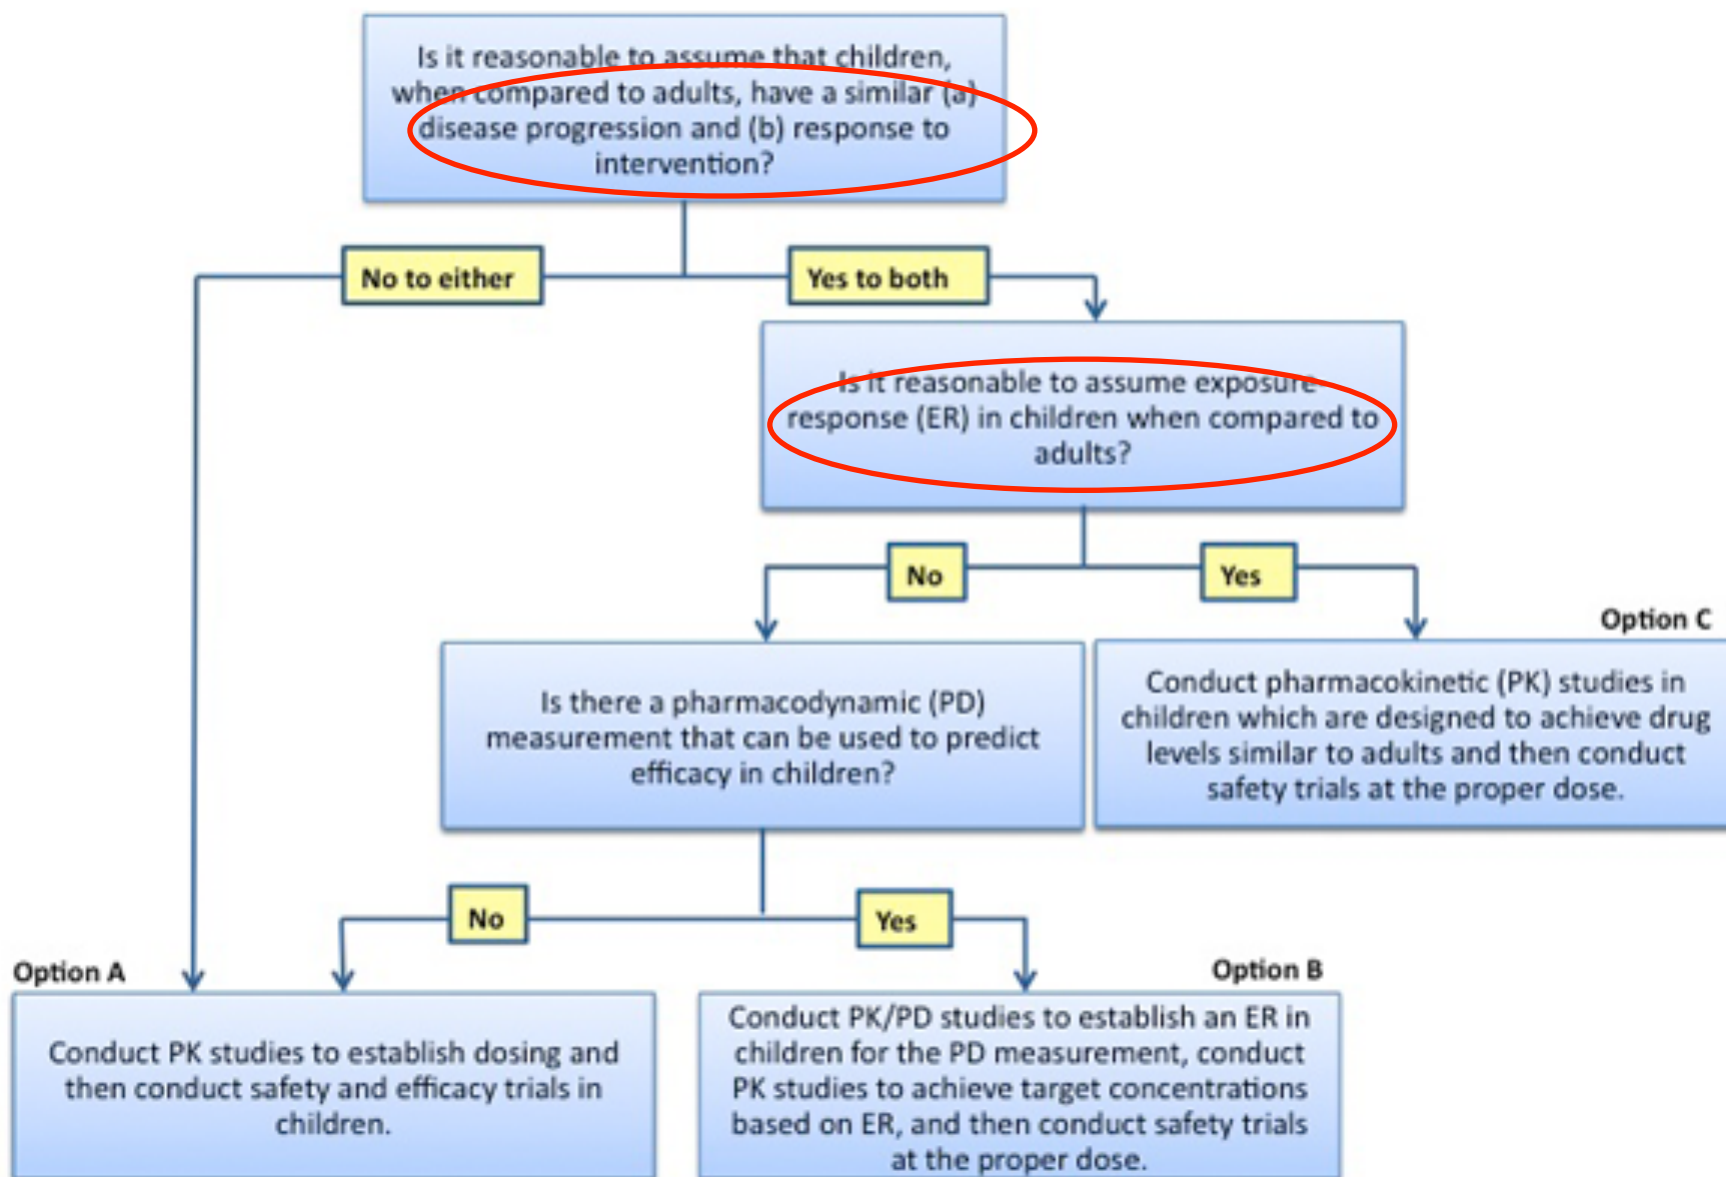 Is it reasonable to assume that children,
when compared to adults, have a similar (a)
disease progression and (b) response to
intervention?
No to either
Yes to both
Is it reasonable to assume exposure-
response (ER) in children when compared to
adults?
No
Yes
Option C
Is there a pharmacodynamic (PD)
measurement that can be used to predict
efficacy in children?
Conduct pharmacokinetic (PK) studies in
children which are designed to achieve drug
levels similar to adults and then conduct
safety trials at the proper dose.
No
Yes
Option A
Option B
Conduct PK studies to establish dosing and
then conduct safety and efficacy trials in
children.
Conduct PK/PD studies to establish an ER in
children for the PD measurement, conduct
PK studies to achieve target concentrations
based on ER, and then conduct safety trials
at the proper dose.